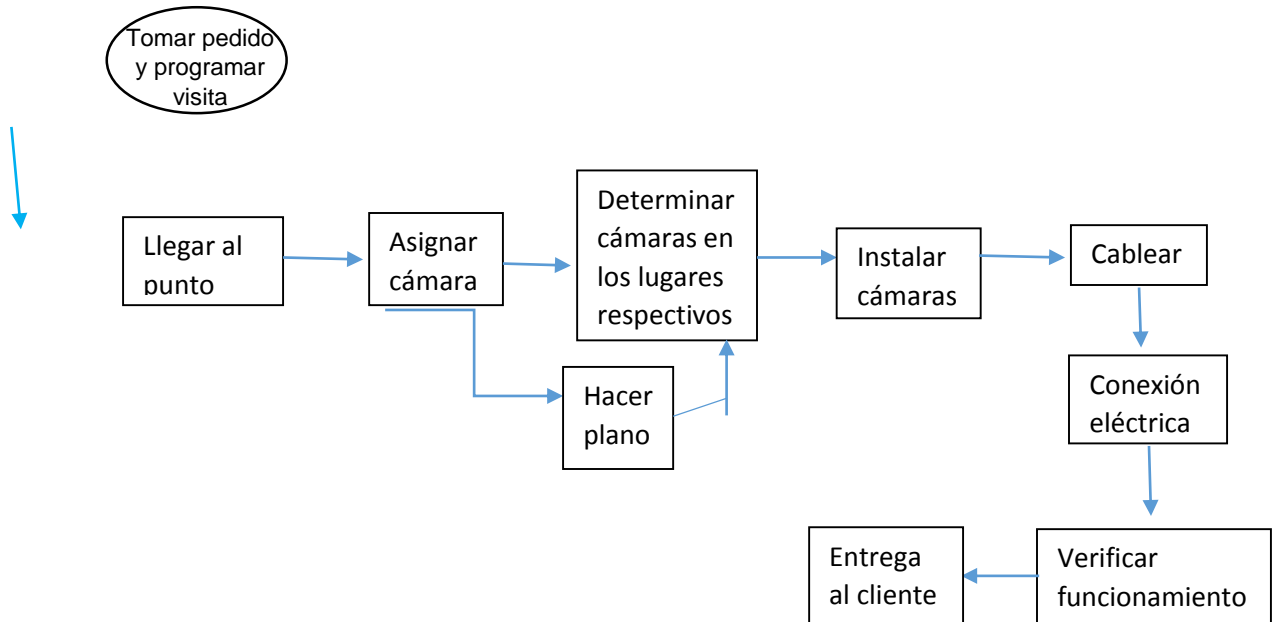 Tomar pedido
y programar
visita
Llegar al
punto
Asignar
cámara
Determinar
cámaras en
los lugares
respectivos
Instalar
cámaras
Cablear
Hacer
plano
Conexión
eléctrica
Entrega
al cliente
Verificar
funcionamiento